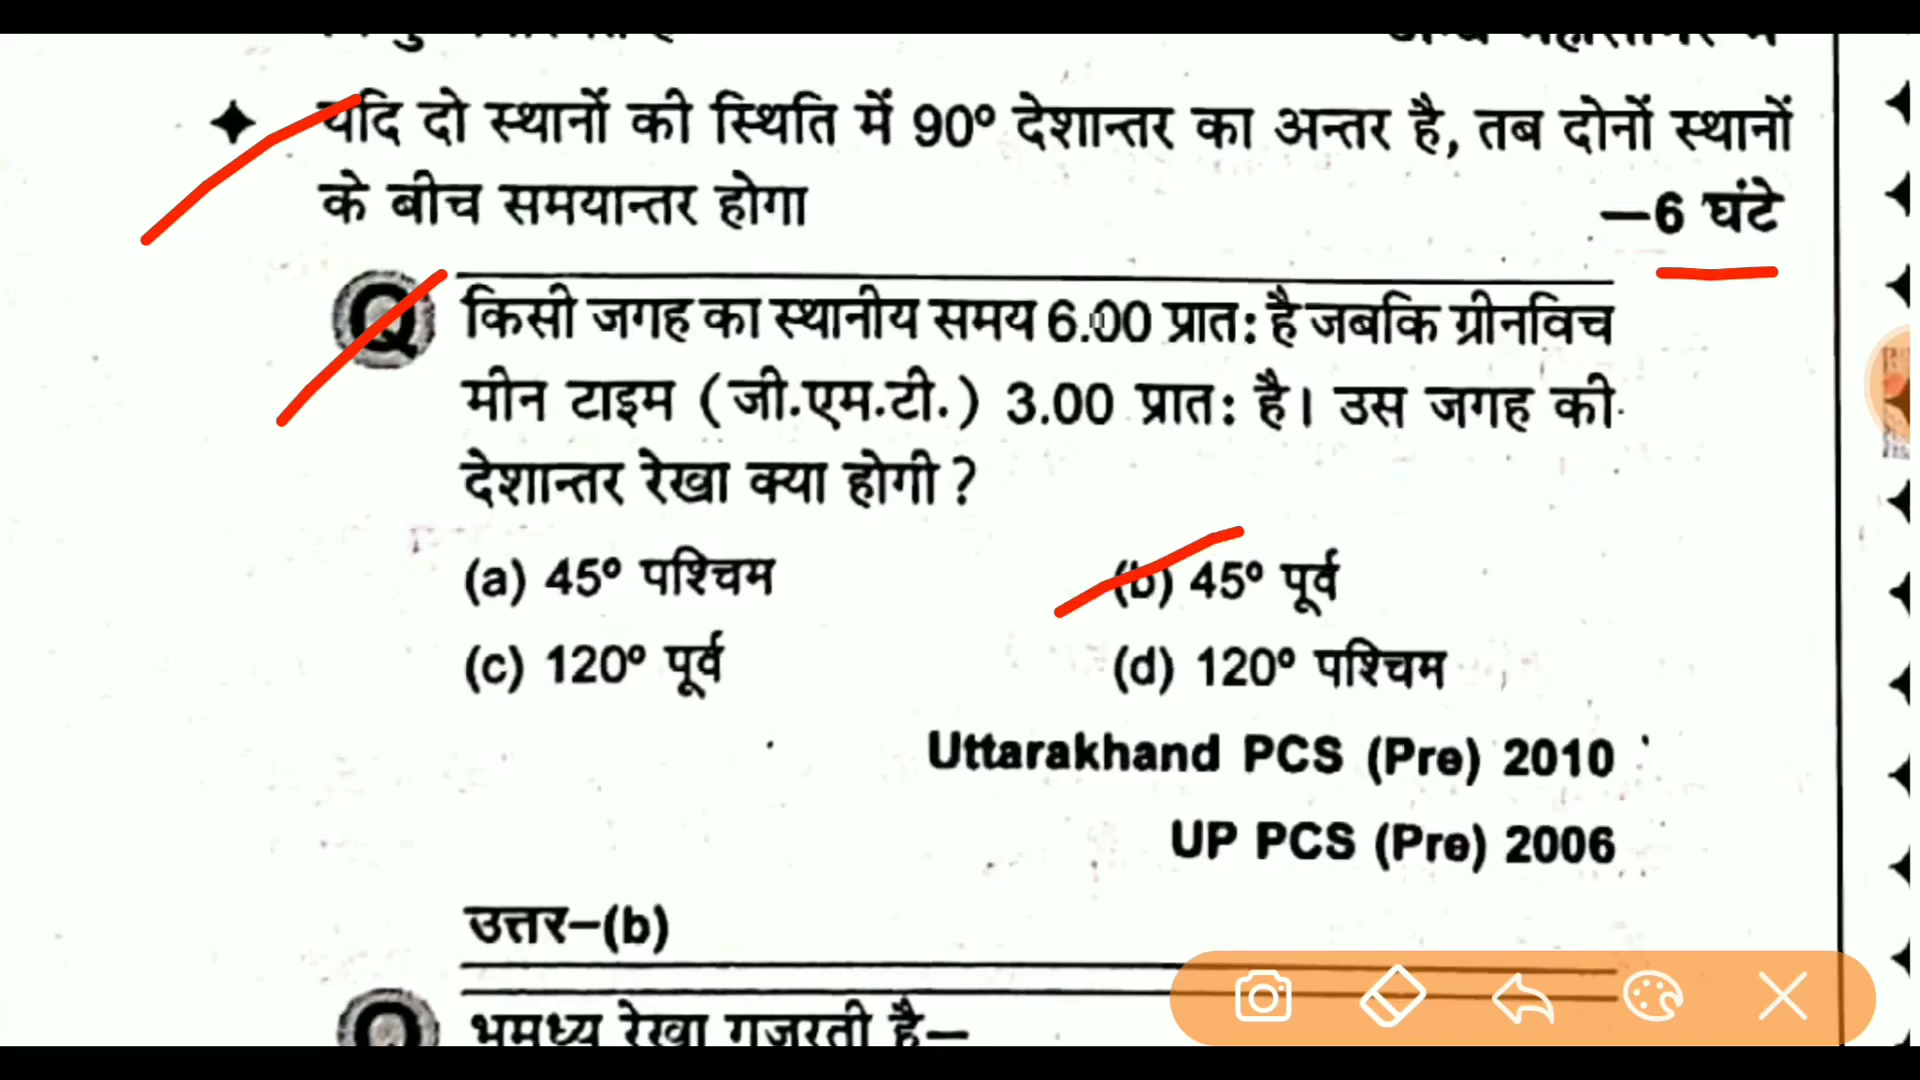 यदि दो स्थानों की स्थिति में 90° देशान्तर का अन्तर है, तब दोनों स्थानों
के बीच समयान्तर होगा —6 घंटे
Q किसी जगह का स्थानीय समय 6.00 प्रातः है जबकि ग्रीनविच
मीन टाइम (जी.एम.टी.) 3.00 प्रातः है। उस जगह की
देशान्तर रेखा क्या होगी ?
(a) 45° पश्चिम (b) 45° पूर्व
(c) 120° पूर्व (d) 120° पश्चिम
Uttarakhand PCS (Pre) 2010
UP PCS (Pre) 2006
उत्तर–(b)
Q भूमध्य रेखा गुजरती है—